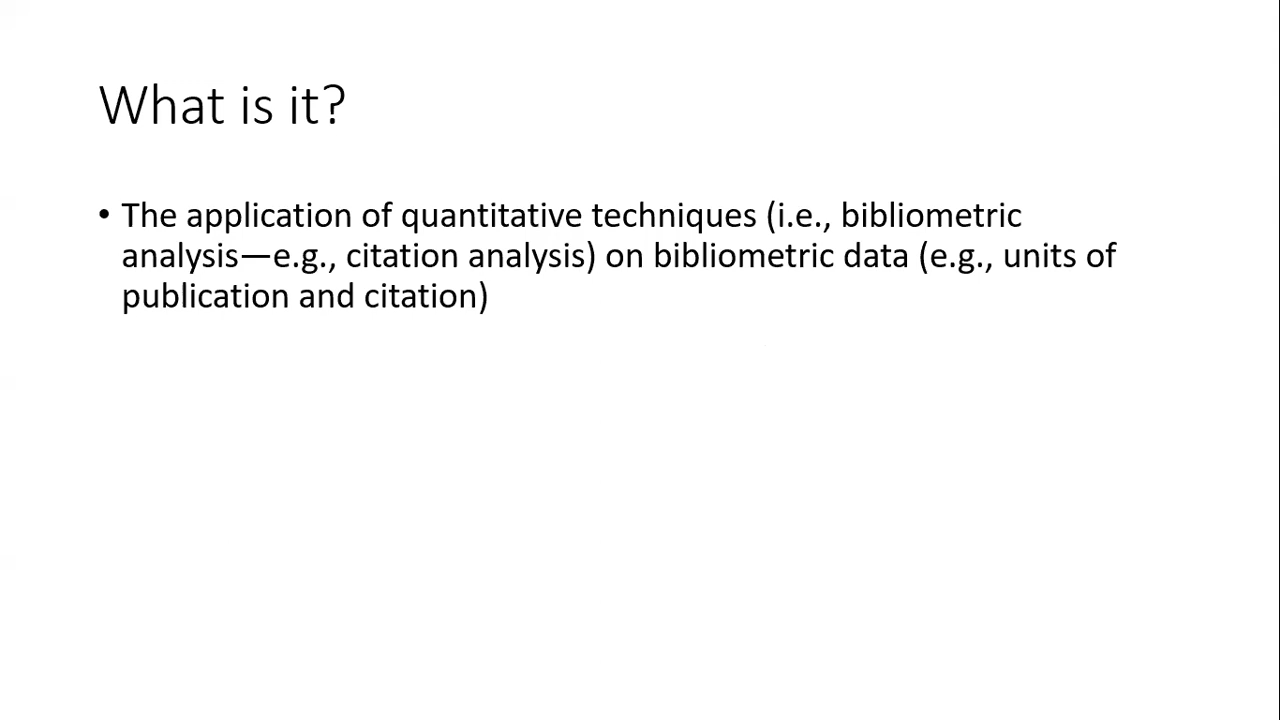 What is it?
• The application of quantitative techniques (i.e., bibliometric
analysis—e.g., citation analysis) on bibliometric data (e.g., units of
publication and citation)